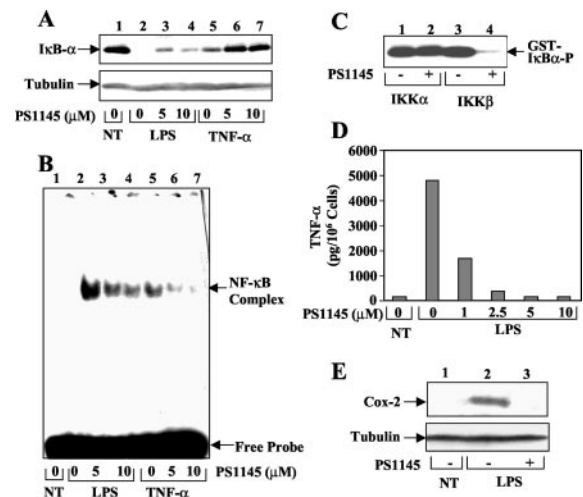 A
1 2 3 4 5 6 7
IκB-α
Tubulin
PS1145 (μM) 0 0 5 10 0 5 10
NT LPS TNF-α
B
1 2 3 4 5 6 7
NF-κB
Complex
Free Probe
0 0 5 10 0 5 10 PS1145 (μM)
NT LPS TNF-α
C
1 2 3 4
GST-
IκBα-P
PS1145 - + - +
IKKα IKKβ
D
TNF-α
(pg/10⁶ Cells)
6000
5000
4000
3000
2000
1000
0
PS1145 (μM) 0 0 1 2.5 5 10
NT LPS
E
1 2 3
Cox-2
Tubulin
PS1145 - +
NT LPS